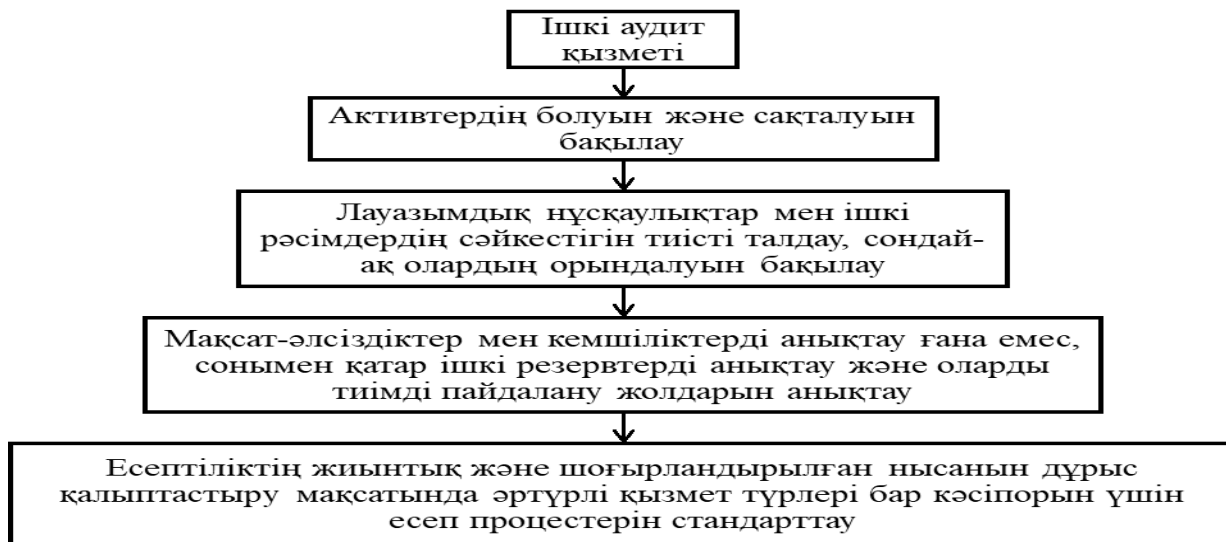 Ішкі аудит
қызметі
Активтердің болуын және сақталуын
бақылау
Лауазымдық нұсқаулықтар мен ішкі
рәсімдердің сәйкестігін тиісті талдау, сондай-
ақ олардың орындалуын бақылау
Мақсат-әлсіздіктер мен кемшіліктерді анықтау ғана емес,
сонымен қатар ішкі резервтерді анықтау және оларды
тиімді пайдалану жолдарын анықтау
Есептіліктің жиынтық және шоғырландырылған нысанын дұрыс
қалыптастыру мақсатында әртүрлі қызмет түрлері бар кәсіпорын үшін
есеп процестерін стандарттау